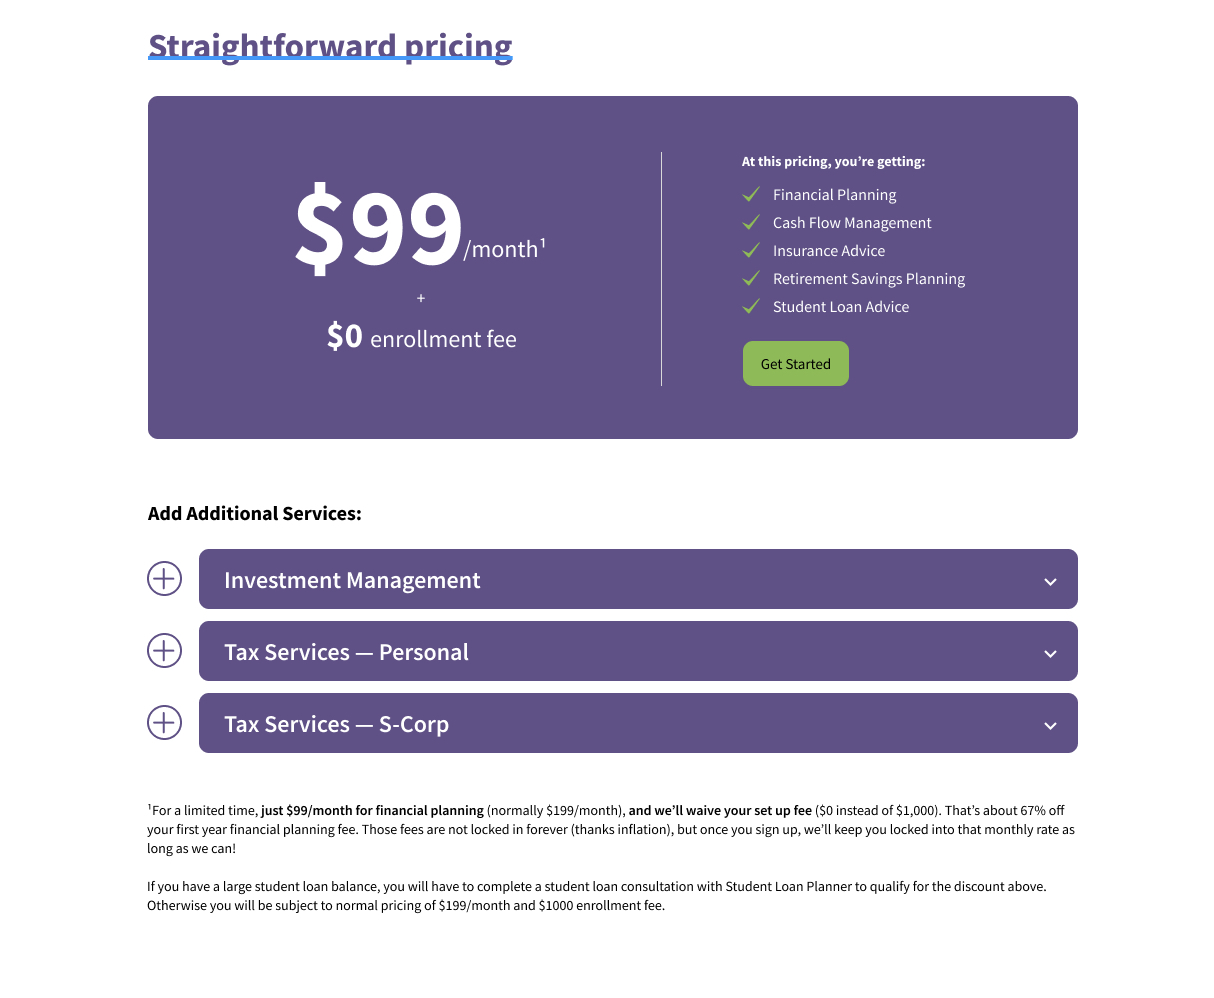 Straightforward pricing
$99/month¹
+
$0 enrollment fee
At this pricing, you’re getting:
Financial Planning
Cash Flow Management
Insurance Advice
Retirement Savings Planning
Student Loan Advice
Get Started
Add Additional Services:
Investment Management
Tax Services — Personal
Tax Services — S-Corp
¹For a limited time, just $99/month for financial planning (normally $199/month), and we’ll waive your set up fee ($0 instead of $1,000). That’s about 67% off
your first year financial planning fee. Those fees are not locked in forever (thanks inflation), but once you sign up, we’ll keep you locked into that monthly rate as
long as we can!
If you have a large student loan balance, you will have to complete a student loan consultation with Student Loan Planner to qualify for the discount above.
Otherwise you will be subject to normal pricing of $199/month and $1000 enrollment fee.